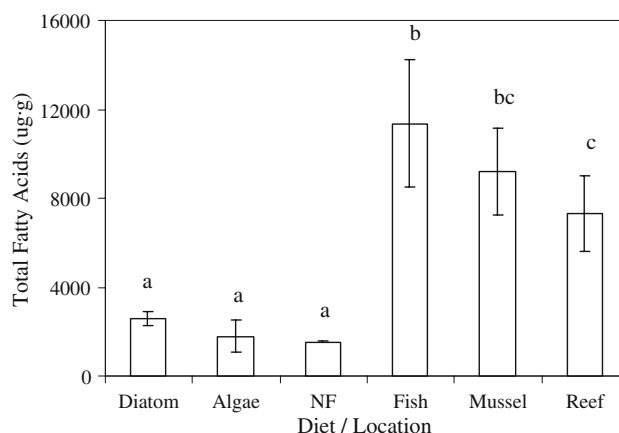 16000
12000
8000
4000
0
Total Fatty Acids (ug·g)
a
a
a
b
bc
c
Diatom Algae NF Fish Mussel Reef
Diet / Location